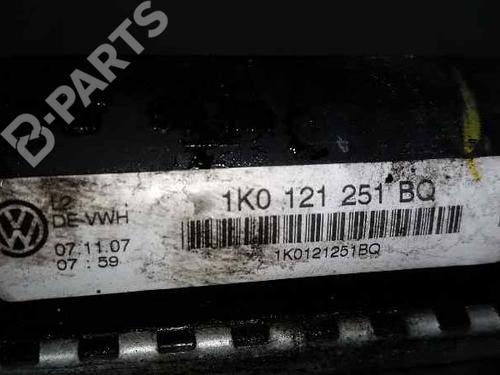 B-PARTS
L2
DE-VWH
07.11.07
07:59
1K0 121 251 BQ
1K0121251BQ